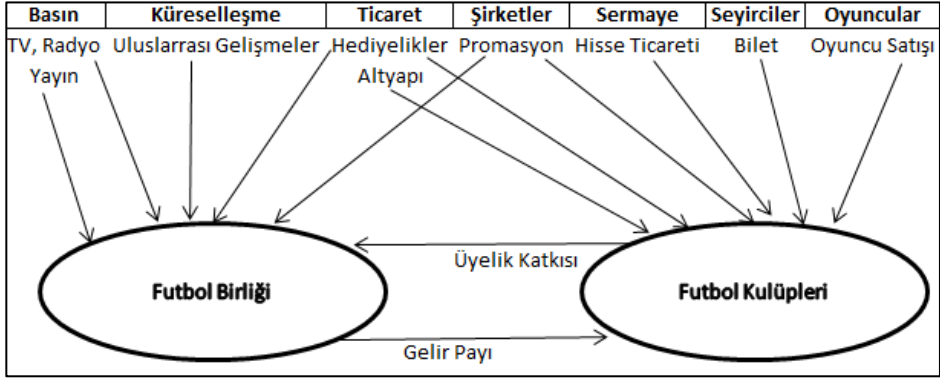 Basın Küreselleşme Ticaret Şirketler Sermaye Seyirciler Oyuncular
TV, Radyo Uluslarrası Gelişmeler Hediyelikler Promasyon Hisse Ticareti Bilet Oyuncu Satışı
Yayın Altyapı
Üyelik Katkısı
Futbol Birliği Futbol Kulüpleri
Gelir Payı